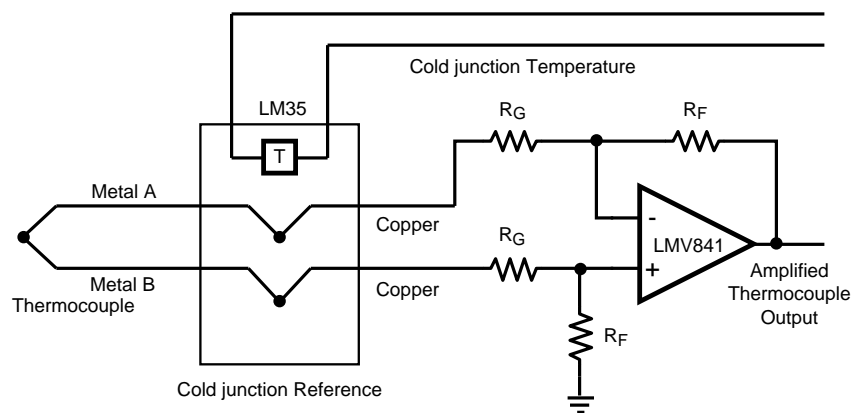 Cold junction Temperature
LM35
T
RG
RF
Metal A
Copper
-
LMV841
+
RG
Metal B
Thermocouple
Copper
Amplified
Thermocouple
Output
RF
Cold junction Reference